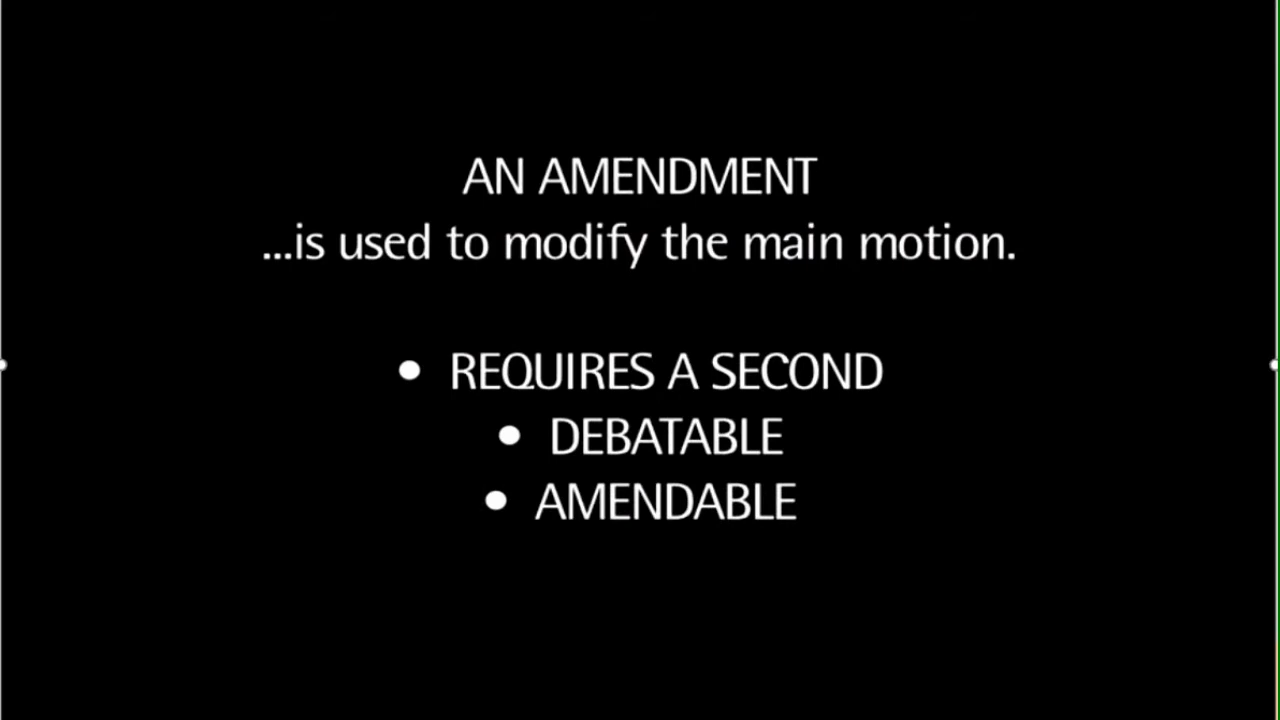 AN AMENDMENT
...is used to modify the main motion.
• REQUIRES A SECOND
• DEBATABLE
• AMENDABLE